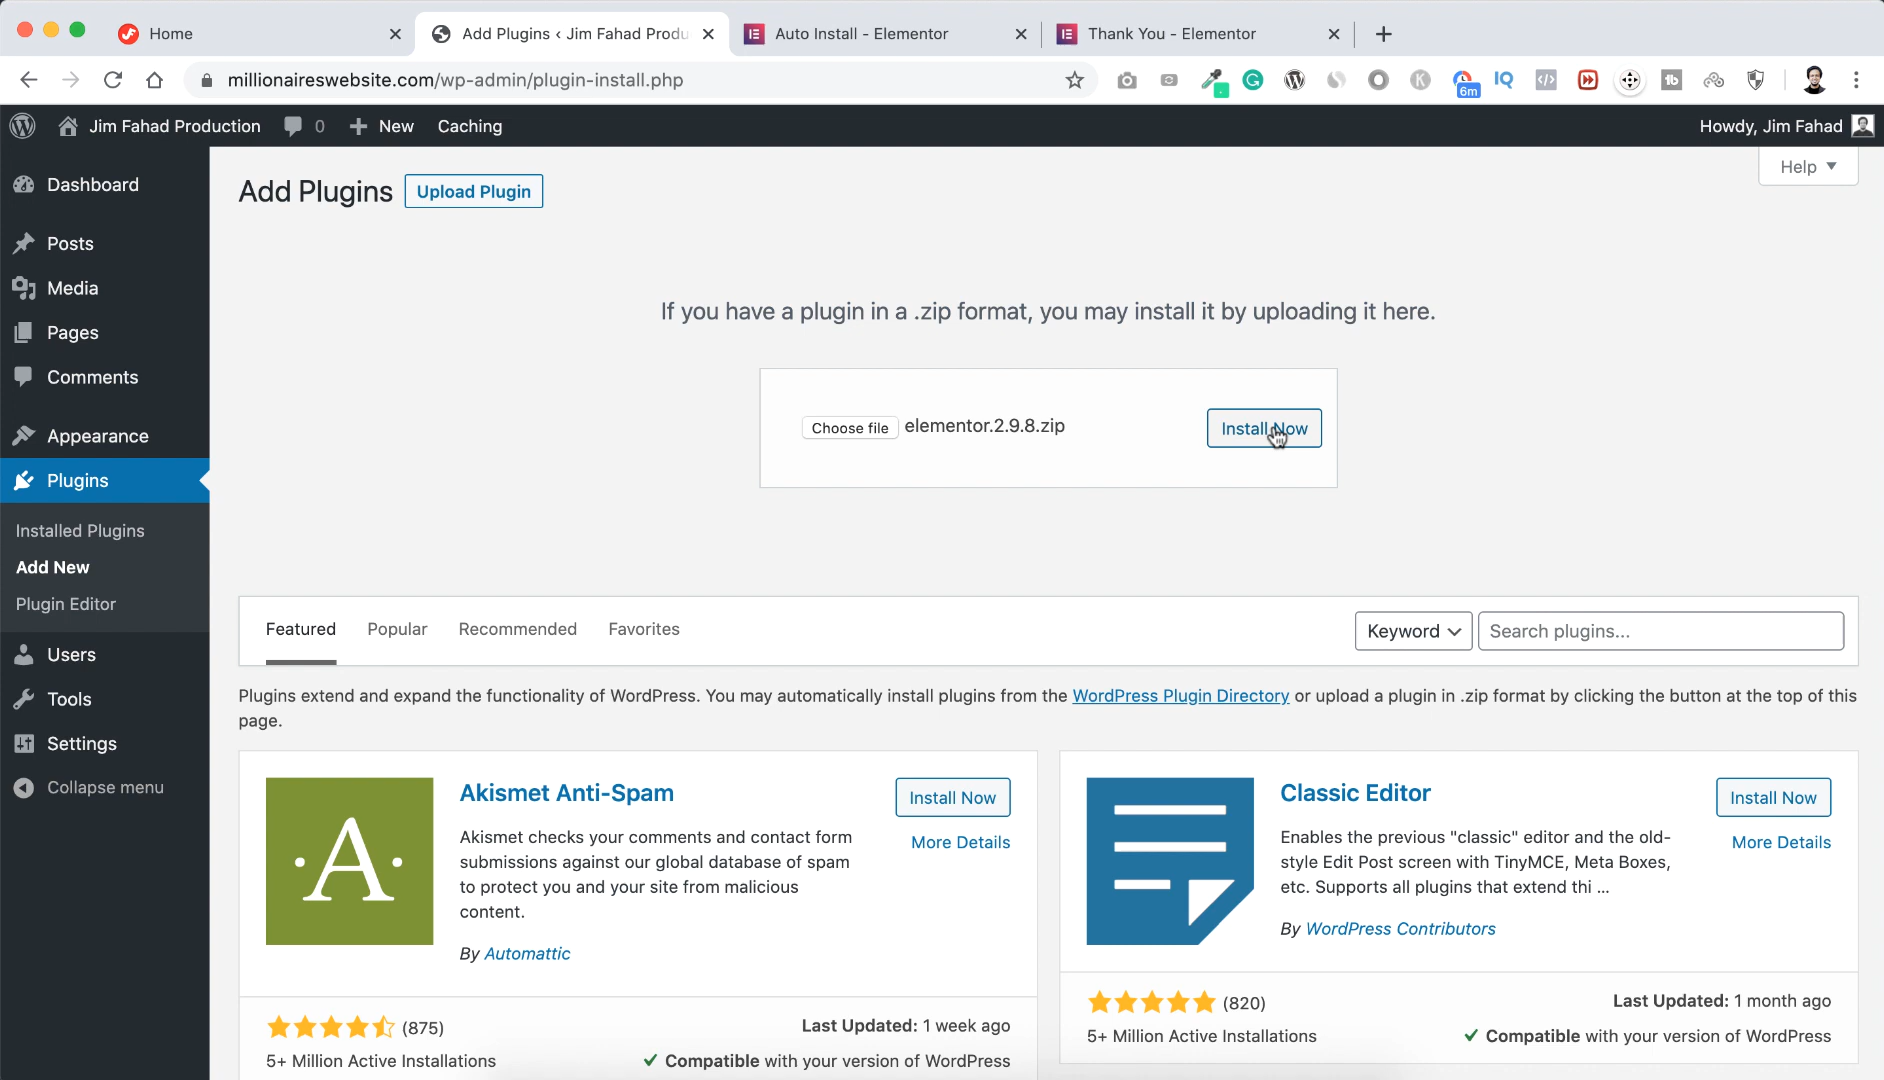 Home
Add Plugins ‹ Jim Fahad Produ
Auto Install - Elementor
Thank You - Elementor
millionaireswebsite.com/wp-admin/plugin-install.php
6m
IQ
tb
K
Jim Fahad Production
0
New
Caching
Howdy, Jim Fahad
Dashboard
Posts
Media
Pages
Comments
Appearance
Plugins
Installed Plugins
Add New
Plugin Editor
Users
Tools
Settings
Collapse menu
Help
Add Plugins
Upload Plugin
If you have a plugin in a .zip format, you may install it by uploading it here.
Choose file elementor.2.9.8.zip
Install Now
Featured
Popular
Recommended
Favorites
Keyword
Search plugins...
Plugins extend and expand the functionality of WordPress. You may automatically install plugins from the WordPress Plugin Directory or upload a plugin in .zip format by clicking the button at the top of this
page.
A
Akismet Anti-Spam
Install Now
More Details
Akismet checks your comments and contact form
submissions against our global database of spam
to protect you and your site from malicious
content.
By Automattic
(875)
Last Updated: 1 week ago
5+ Million Active Installations
Compatible with your version of WordPress
Classic Editor
Install Now
More Details
Enables the previous "classic" editor and the old-
style Edit Post screen with TinyMCE, Meta Boxes,
etc. Supports all plugins that extend thi ...
By WordPress Contributors
(820)
Last Updated: 1 month ago
5+ Million Active Installations
Compatible with your version of WordPress